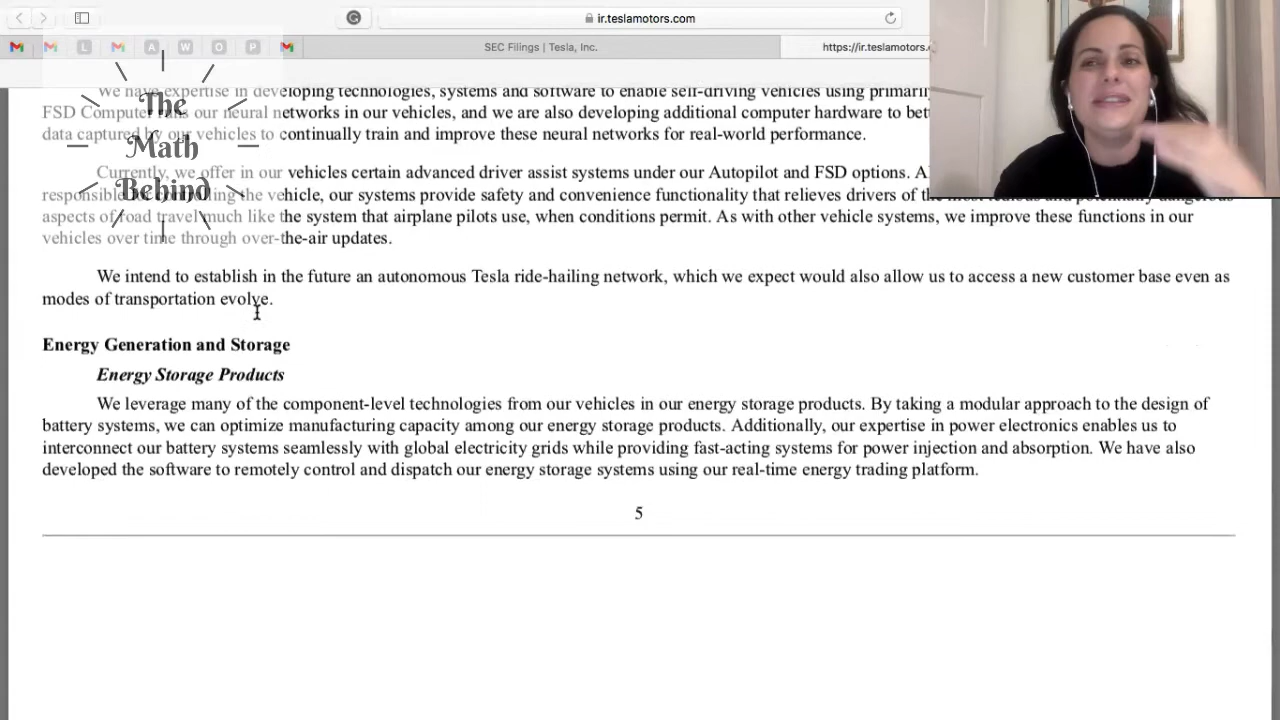 ir.teslamotors.com
L A W O P SEC Filings | Tesla, Inc. https://ir.teslamotors.
The
Math
Behind
We have expertise in developing technologies, systems and software to enable self-driving vehicles using primaril
FSD Computer runs our neural networks in our vehicles, and we are also developing additional computer hardware to bet
data captured by our vehicles to continually train and improve these neural networks for real-world performance.
Currently, we offer in our vehicles certain advanced driver assist systems under our Autopilot and FSD options. A
responsible for controlling the vehicle, our systems provide safety and convenience functionality that relieves drivers of the most tedious and potentially dangerous
aspects of road travel much like the system that airplane pilots use, when conditions permit. As with other vehicle systems, we improve these functions in our
vehicles over time through over-the-air updates.
We intend to establish in the future an autonomous Tesla ride-hailing network, which we expect would also allow us to access a new customer base even as
modes of transportation evolve.
Energy Generation and Storage
Energy Storage Products
We leverage many of the component-level technologies from our vehicles in our energy storage products. By taking a modular approach to the design of
battery systems, we can optimize manufacturing capacity among our energy storage products. Additionally, our expertise in power electronics enables us to
interconnect our battery systems seamlessly with global electricity grids while providing fast-acting systems for power injection and absorption. We have also
developed the software to remotely control and dispatch our energy storage systems using our real-time energy trading platform.
5